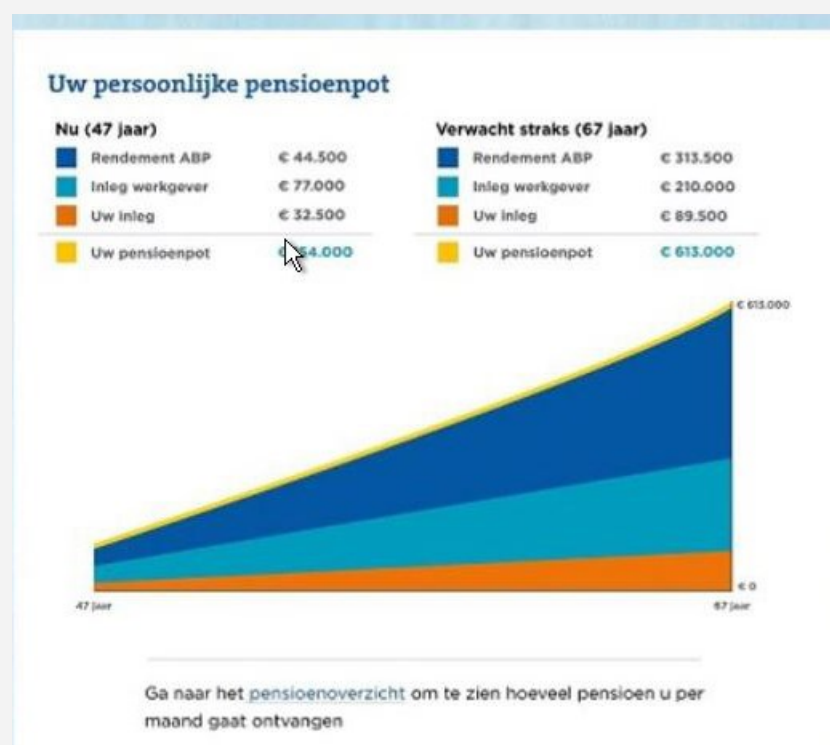 Uw persoonlijke pensioenpot
Nu (47 jaar)
Rendement ABP € 44.500
Inleg werkgever € 77.000
Uw inleg € 32.500
Uw pensioenpot 54.000
Verwacht straks (67 jaar)
Rendement ABP € 313.500
Inleg werkgever € 210.000
Uw inleg € 89.500
Uw pensioenpot € 613.000
€ 613.000
€ 0
47 jaar
67 jaar
Ga naar het pensioenoverzicht om te zien hoeveel pensioen u per
maand gaat ontvangen